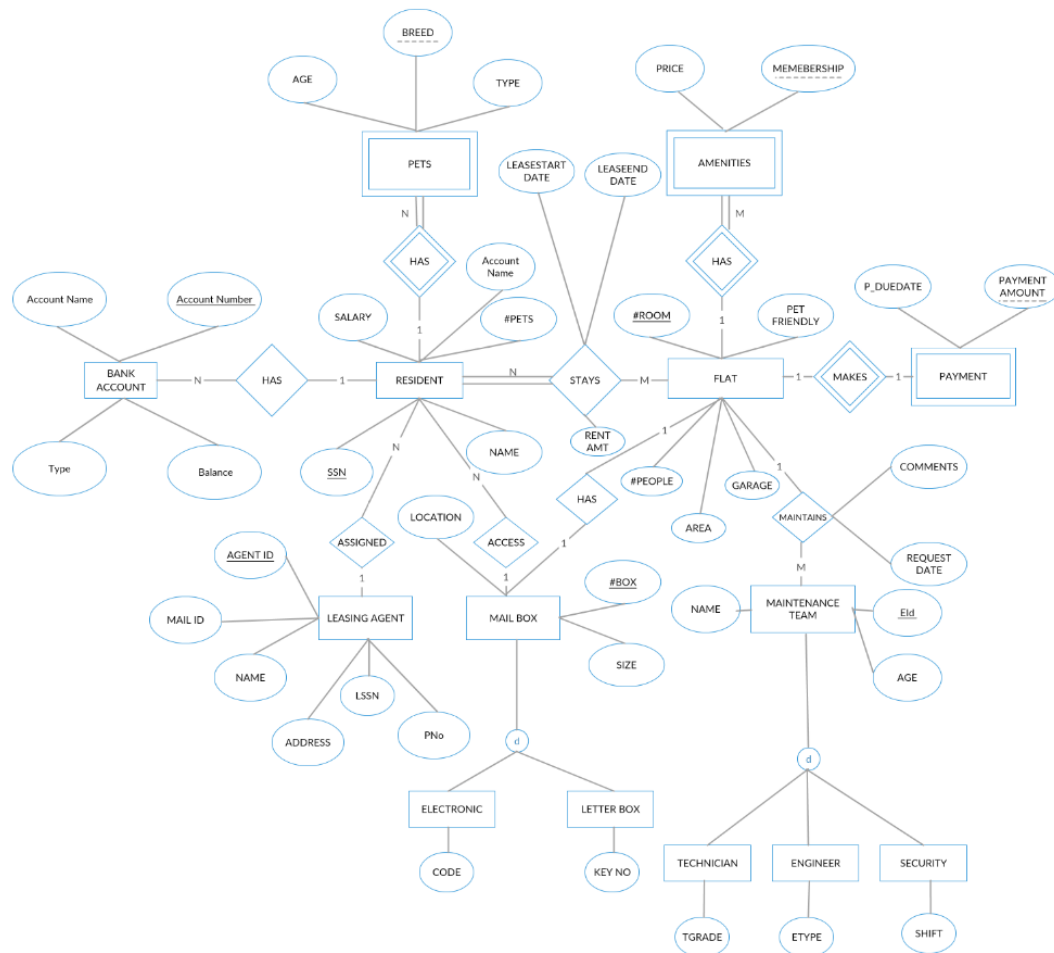 BREED
AGE
TYPE
PETS
PRICE
MEMEBERSHIP
AMENITIES
LEASESTART
DATE
LEASEEND
DATE
N
M
HAS
HAS
Account Name
Account Number
SALARY
Account
Name
#PETS
#ROOM
PET
FRIENDLY
P_DUEDATE
PAYMENT
AMOUNT
1
1
BANK
ACCOUNT
N
HAS
1
RESIDENT
N
STAYS
M
FLAT
1
MAKES
1
PAYMENT
Type
Balance
SSN
N
N
NAME
RENT
AMT
1
#PEOPLE
GARAGE
AREA
1
COMMENTS
LOCATION
HAS
MAINTAINS
ASSIGNED
ACCESS
AGENT ID
1
1
1
M
REQUEST
DATE
MAIL ID
LEASING AGENT
MAIL BOX
#BOX
NAME
MAINTENANCE
TEAM
EId
SIZE
NAME
LSSN
AGE
ADDRESS
PNo
d
d
ELECTRONIC
LETTER BOX
CODE
KEY NO
TECHNICIAN
ENGINEER
SECURITY
TGRADE
ETYPE
SHIFT